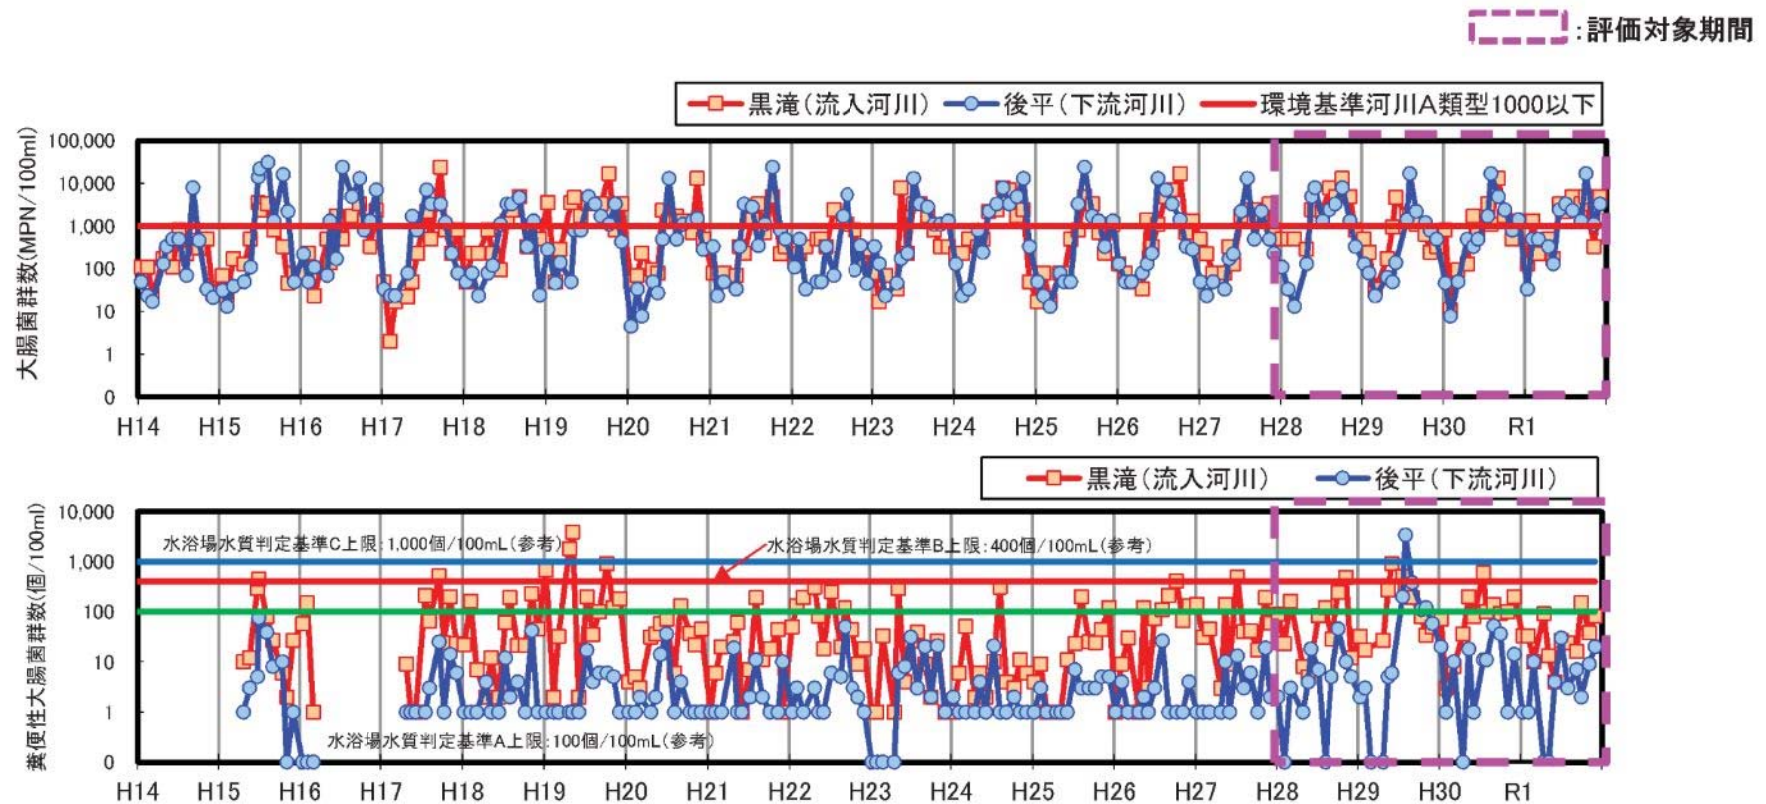 :評価対象期間
黒滝(流入河川) 後平(下流河川) 環境基準河川A類型1000以下
大腸菌群数(MPN/100ml)
100,000
10,000
1,000
100
10
1
0
H14 H15 H16 H17 H18 H19 H20 H21 H22 H23 H24 H25 H26 H27 H28 H29 H30 R1
黒滝(流入河川) 後平(下流河川)
糞便性大腸菌群数(個/100ml)
10,000
1,000
100
10
1
0
水浴場水質判定基準C上限:1,000個/100mL(参考)
水浴場水質判定基準B上限:400個/100mL(参考)
水浴場水質判定基準A上限:100個/100mL(参考)
H14 H15 H16 H17 H18 H19 H20 H21 H22 H23 H24 H25 H26 H27 H28 H29 H30 R1